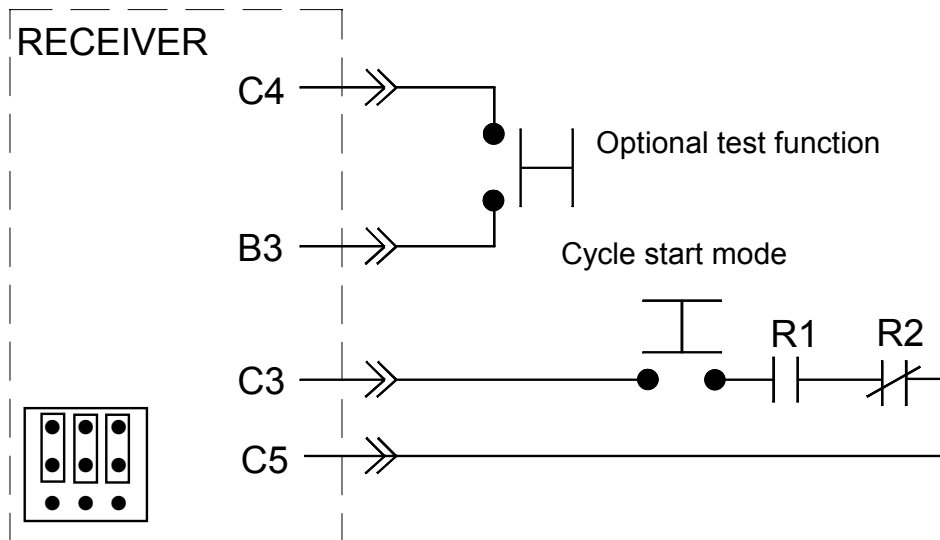 RECEIVER
C4
Optional test function
B3
Cycle start mode
R1 R2
C3
C5